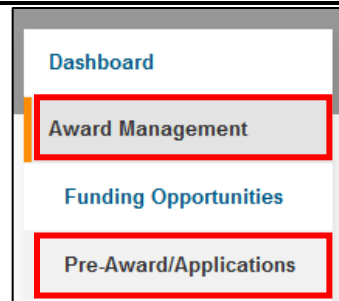 Dashboard
Award Management
Funding Opportunities
Pre-Award/Applications